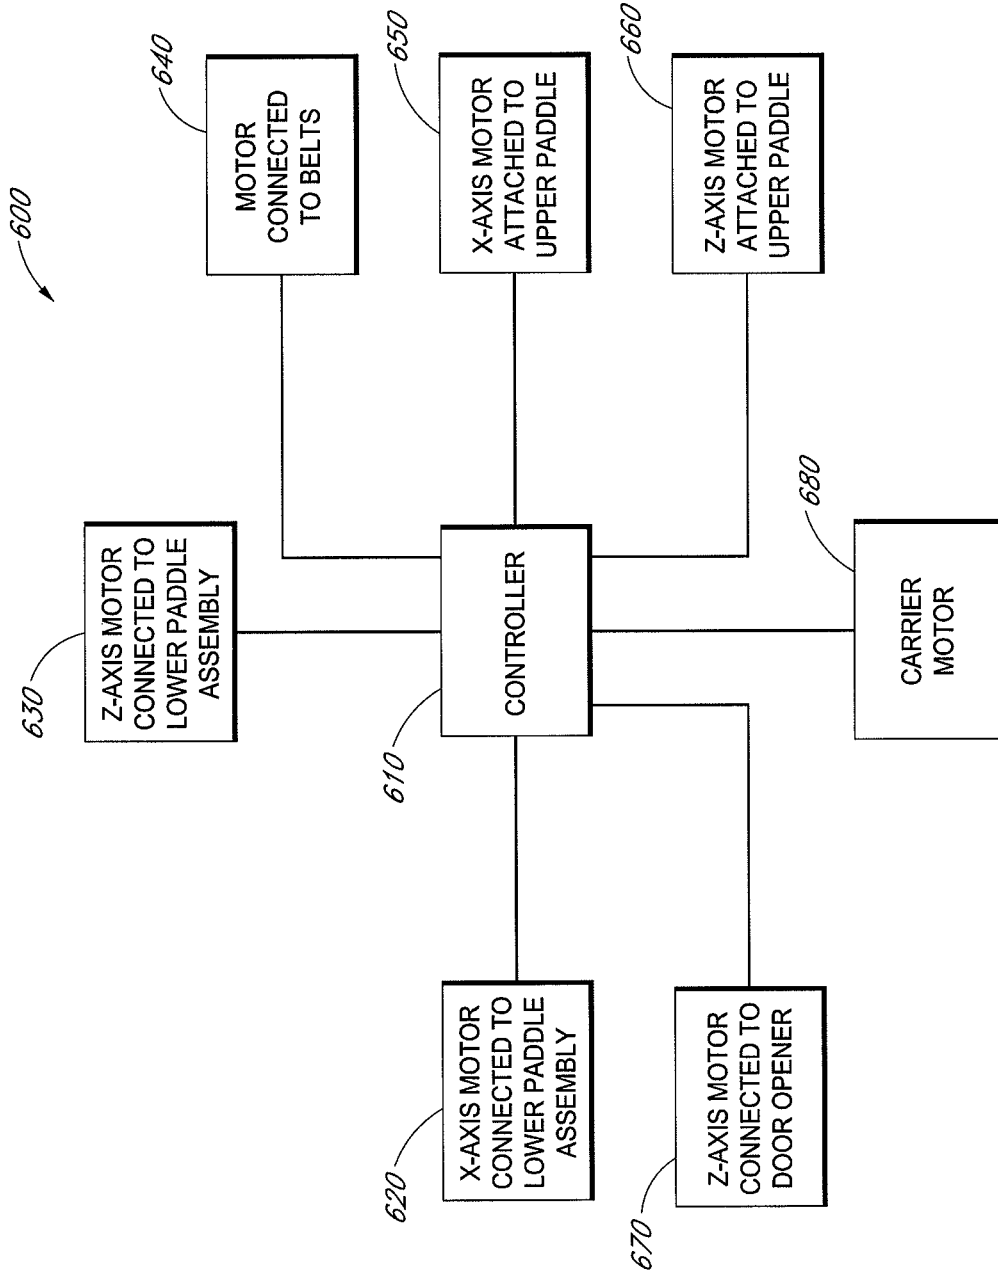 600
630
Z-AXIS MOTOR
CONNECTED TO
LOWER PADDLE
ASSEMBLY
640
MOTOR
CONNECTED
TO BELTS
620
X-AXIS MOTOR
CONNECTED TO
LOWER PADDLE
ASSEMBLY
610
CONTROLLER
650
X-AXIS MOTOR
ATTACHED TO
UPPER PADDLE
670
Z-AXIS MOTOR
CONNECTED TO
DOOR OPENER
680
CARRIER
MOTOR
660
Z-AXIS MOTOR
ATTACHED TO
UPPER PADDLE